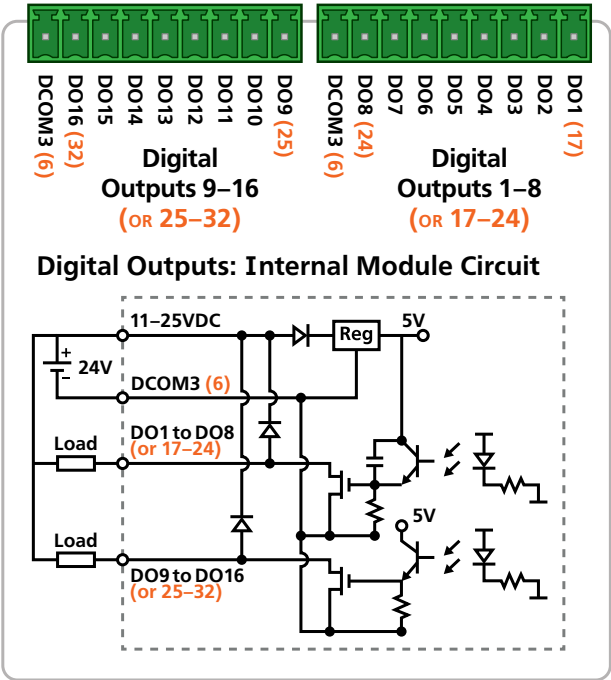 DCOM3 (6)
DO16 (32)
DO15
DO14
DO13
DO12
DO11
DO10
DO9 (25)
DCOM3 (6)
DO8 (24)
DO7
DO6
DO5
DO4
DO3
DO2
DO1 (17)
Digital
Outputs 9–16
(OR 25–32)
Digital
Outputs 1–8
(OR 17–24)
Digital Outputs: Internal Module Circuit
11–25VDC
Reg
5V
+
24V
–
DCOM3 (6)
Load
DO1 to DO8
(or 17–24)
5V
Load
DO9 to DO16
(or 25–32)